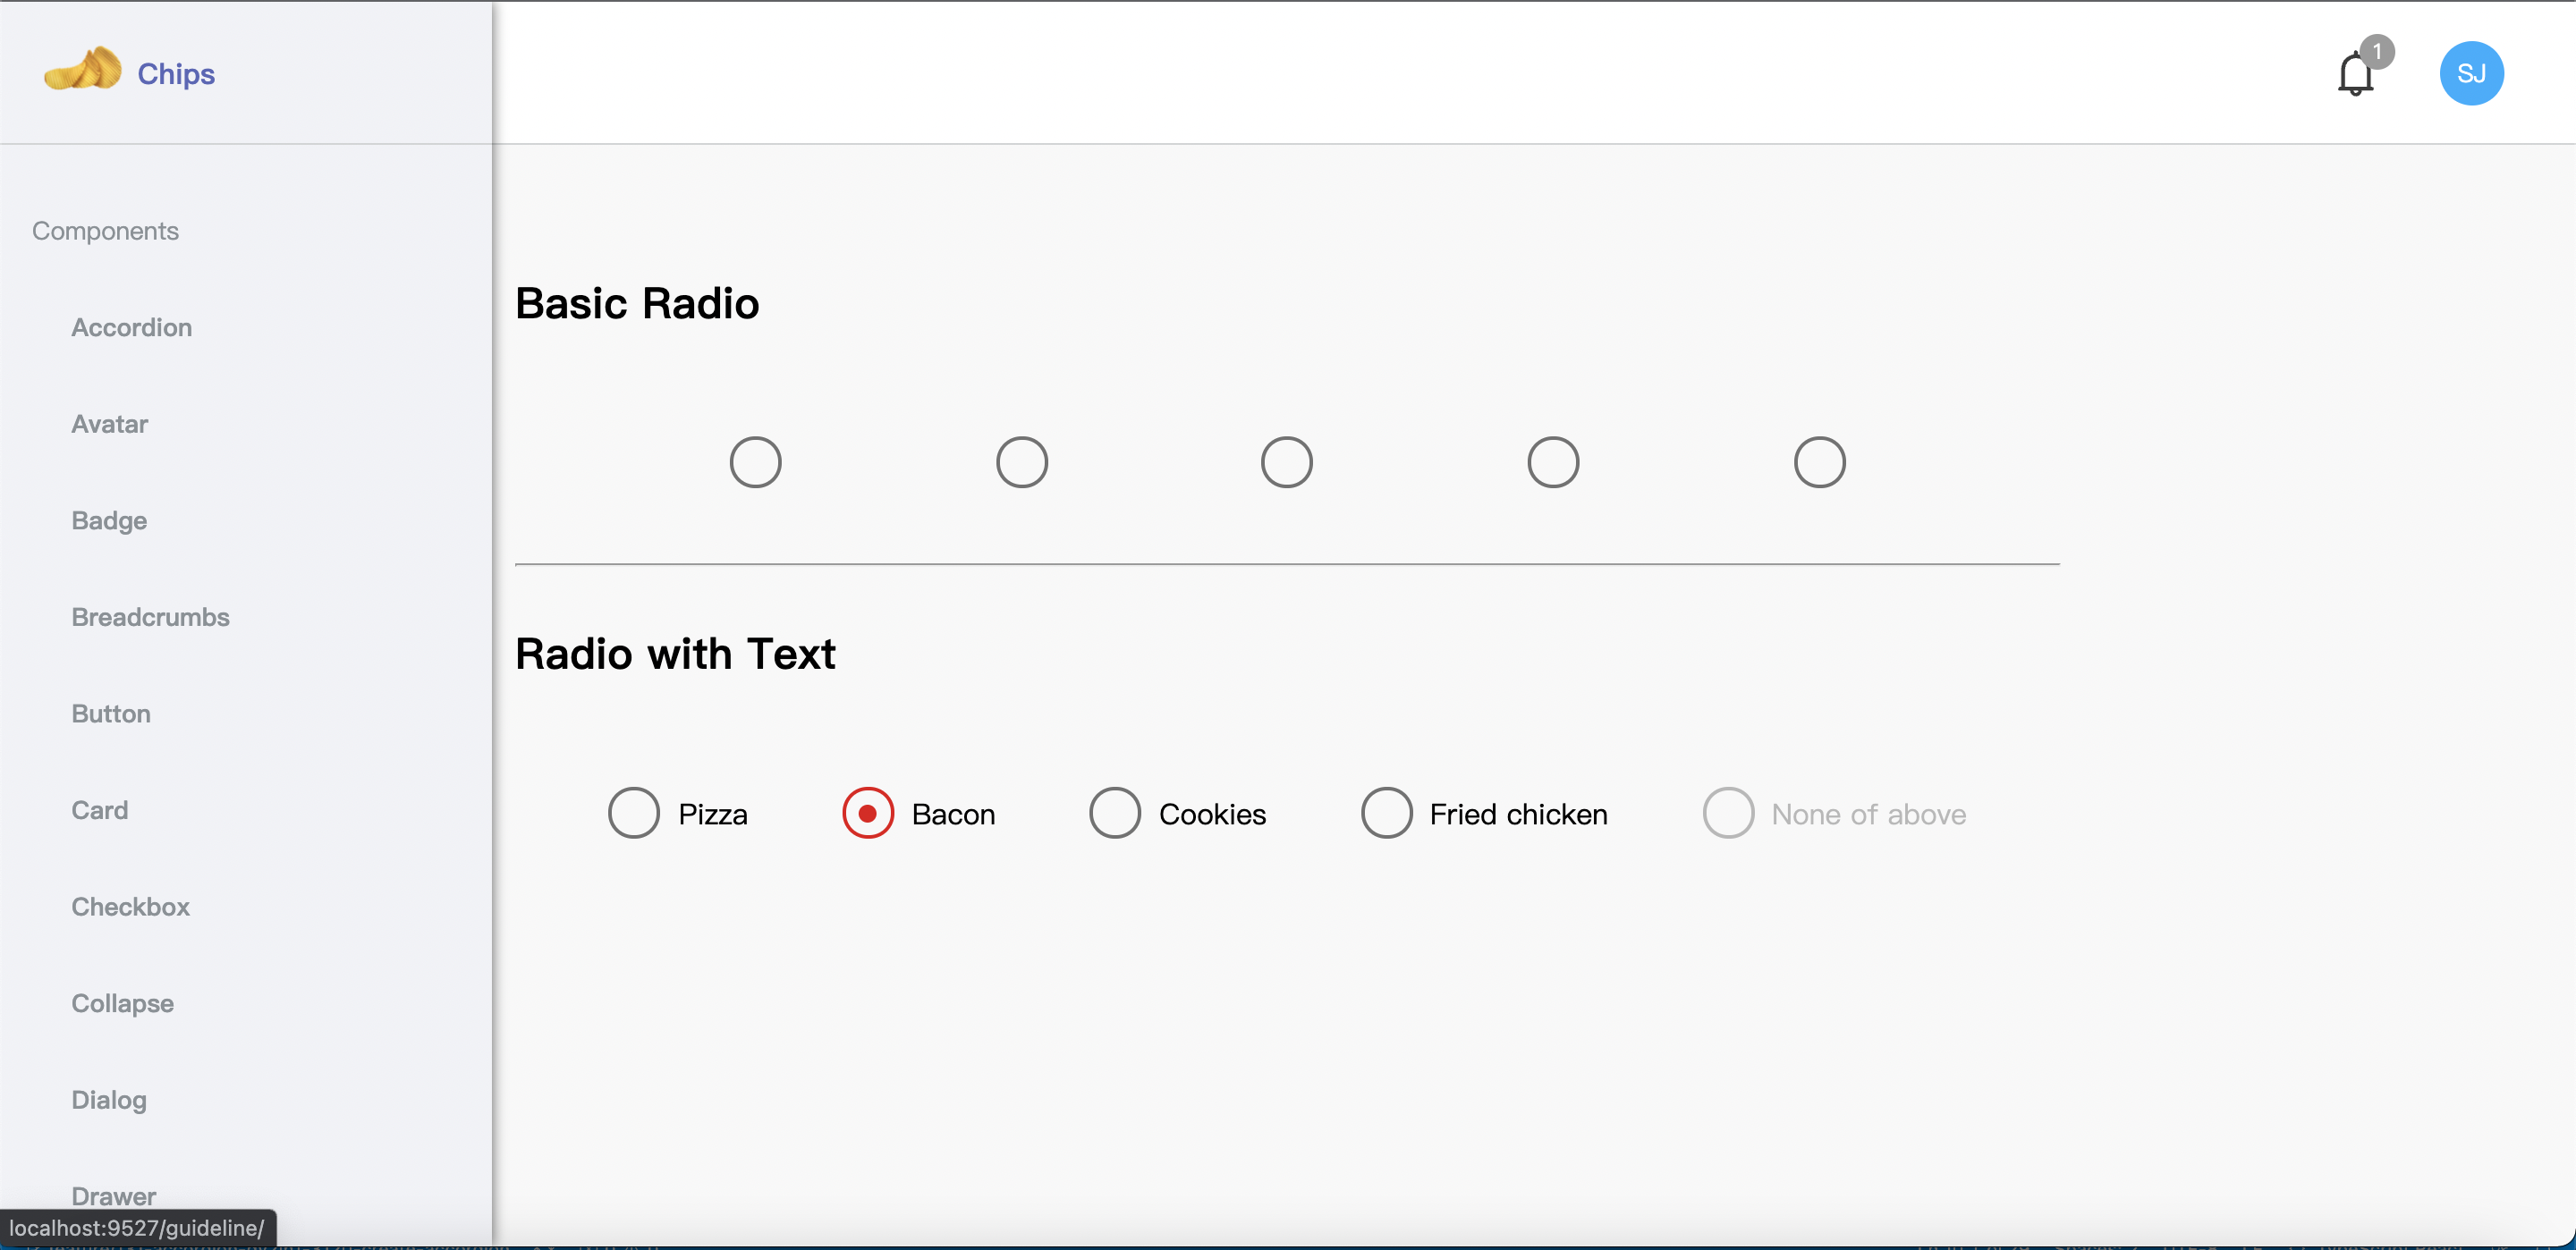 Chips
1
SJ
Components
Accordion
Avatar
Badge
Breadcrumbs
Button
Card
Checkbox
Collapse
Dialog
Drawer
Basic Radio
Radio with Text
Pizza
Bacon
Cookies
Fried chicken
None of above
localhost:9527/guideline/